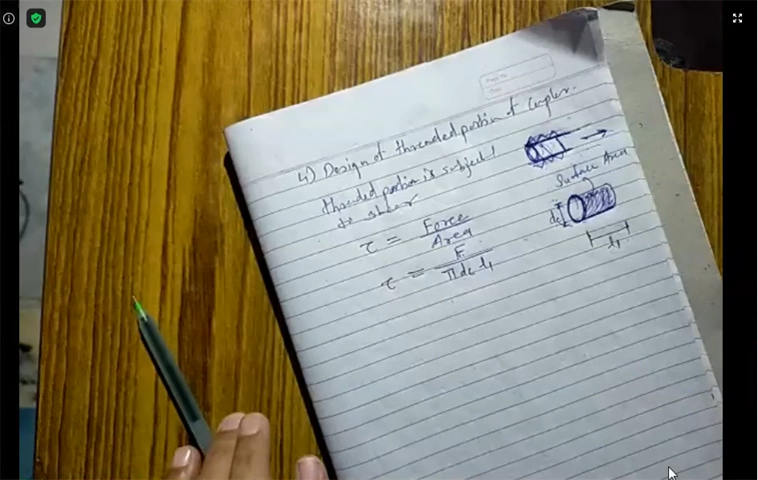 4) Design of threaded portion of Coupler.
threaded portion is subject
to shear
τ = Force / Area
τ = F / π dc l1
Surface Area
dc
l1